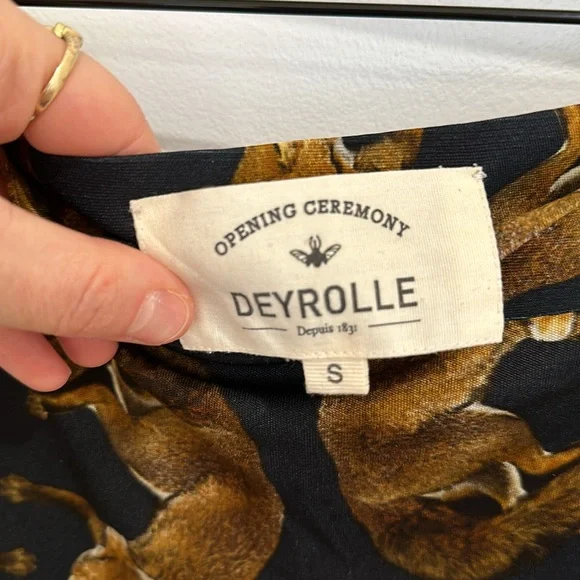 OPENING CEREMONY
DEYROLLE
Depuis 1831
S